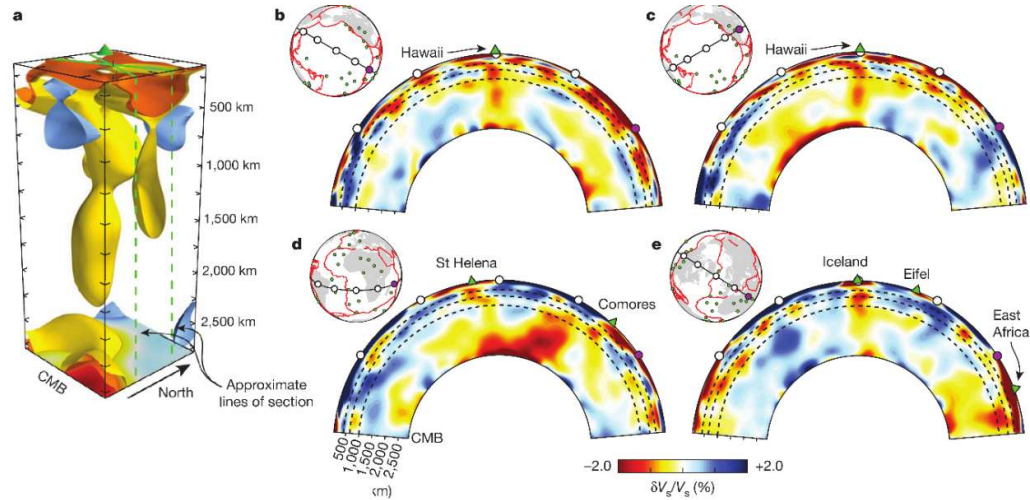 a
500 km
1,000 km
1,500 km
2,000 km
2,500 km
CMB
North
Approximate
lines of section
b
Hawaii
c
Hawaii
d
St Helena
Comores
CMB
500
1,000
1,500
2,000
2,500
km)
e
Iceland
Eifel
East
Africa
–2.0
+2.0
δVs/Vs (%)